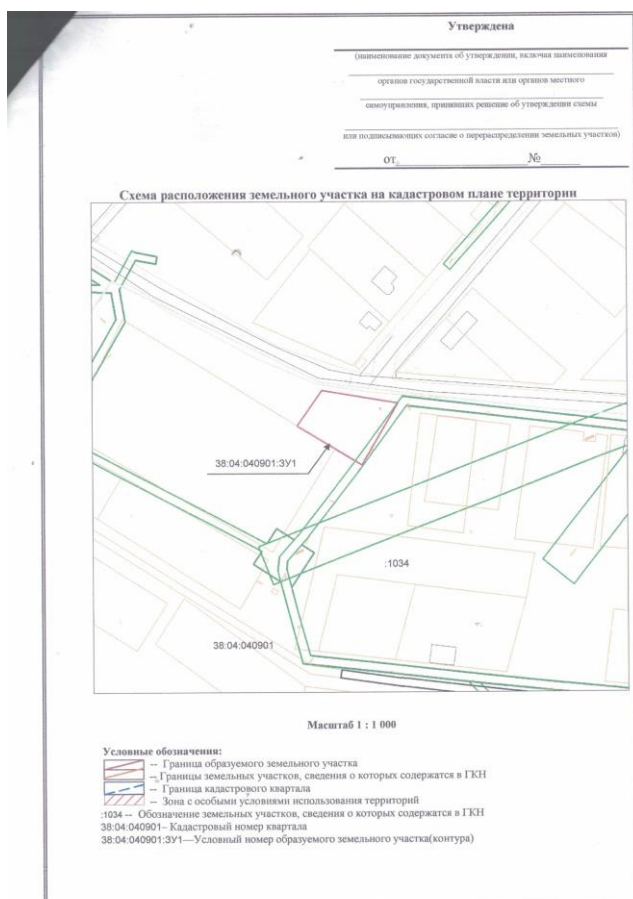 Утверждена
(наименование документа об утверждении, включая наименования
органов государственной власти или органов местного
самоуправления, принявших решение об утверждении схемы
или подписывающих согласие о перераспределении земельных участков)
от №
Схема расположения земельного участка на кадастровом плане территории
38:04:040901:ЗУ1
:1034
38:04:040901
Масштаб 1 : 1 000
Условные обозначения:
-- Граница образуемого земельного участка
-- Границы земельных участков, сведения о которых содержатся в ГКН
-- Граница кадастрового квартала
-- Зона с особыми условиями использования территорий
:1034 -- Обозначение земельных участков, сведения о которых содержатся в ГКН
38:04:040901– Кадастровый номер квартала
38:04:040901:ЗУ1—Условный номер образуемого земельного участка(контура)